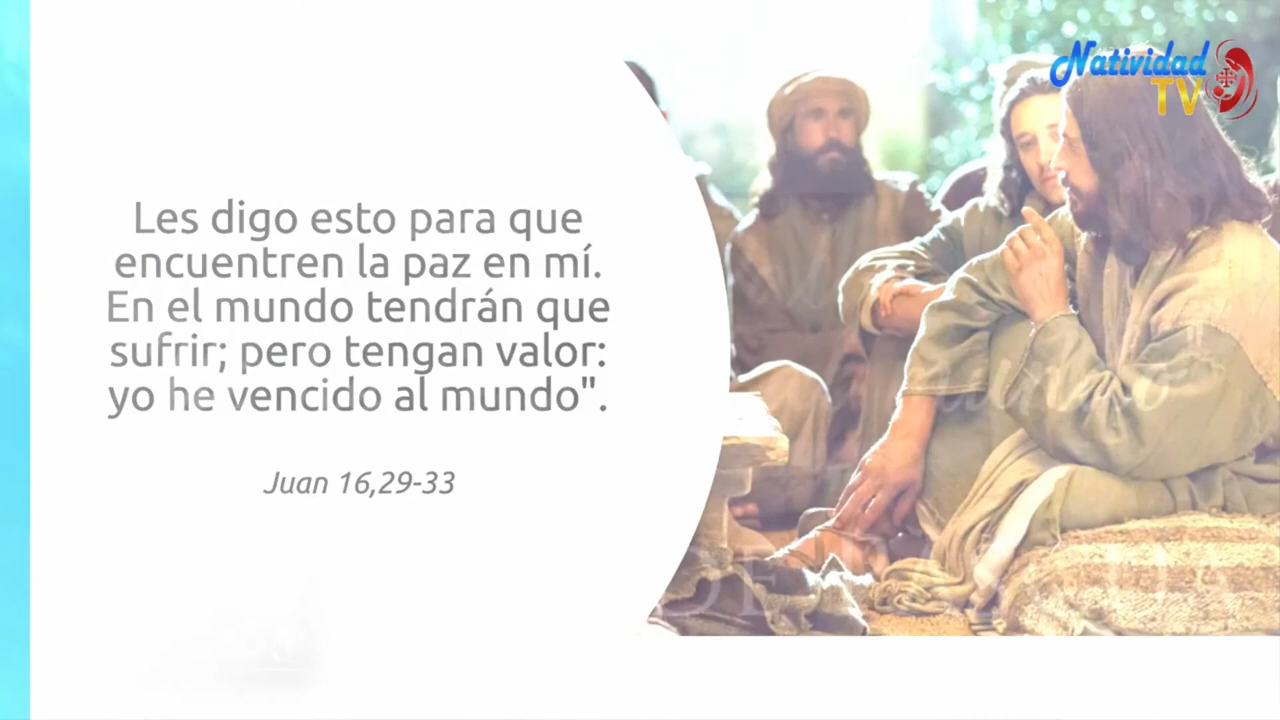 Natividad
TV
Les digo esto para que
encuentren la paz en mí.
En el mundo tendrán que
sufrir; pero tengan valor:
yo he vencido al mundo".
Juan 16,29-33